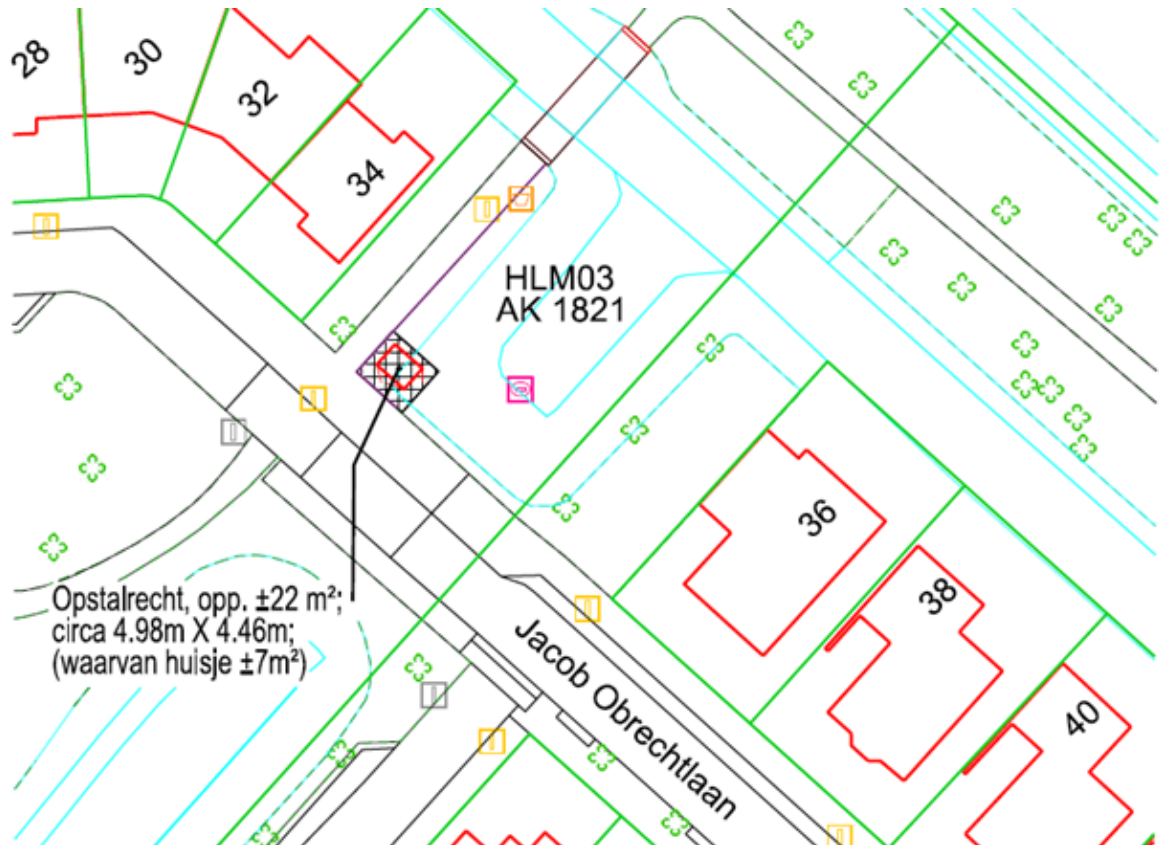 28
30
32
34
HLM03
AK 1821
36
38
40
Opstalrecht, opp. ±22 m²;
circa 4.98m X 4.46m;
(waarvan huisje ±7m²)
Jacob Obrechtlaan